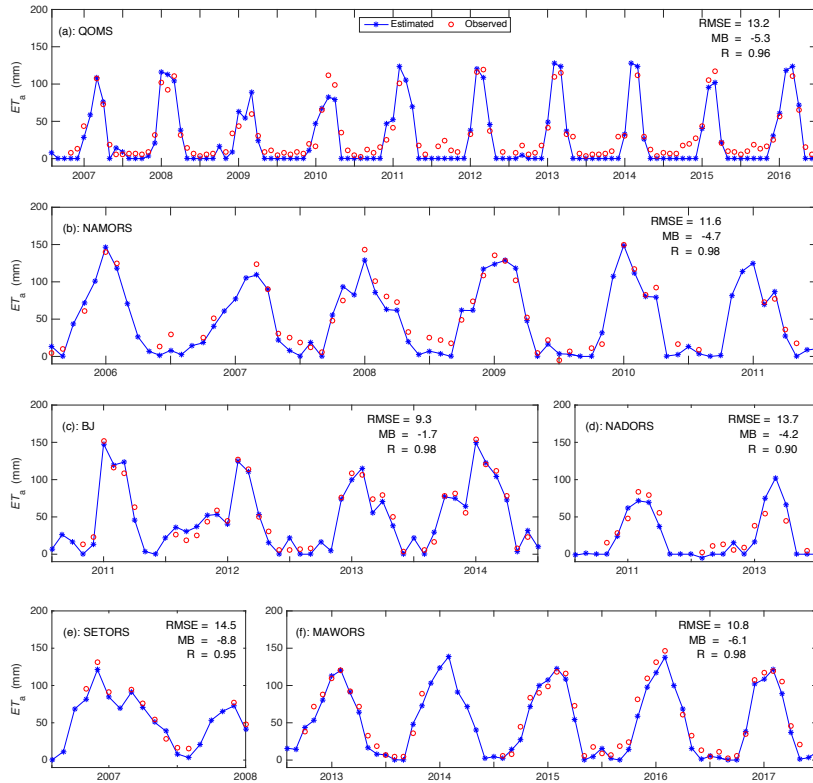 Estimated Observed
(a): QOMS
RMSE = 13.2
MB = -5.3
R = 0.96
ETa (mm)
200
150
100
50
0
2007 2008 2009 2010 2011 2012 2013 2014 2015 2016
(b): NAMORS
RMSE = 11.6
MB = -4.7
R = 0.98
ETa (mm)
200
150
100
50
0
2006 2007 2008 2009 2010 2011
(c): BJ
RMSE = 9.3
MB = -1.7
R = 0.98
ETa (mm)
200
150
100
50
0
2011 2012 2013 2014
(d): NADORS
RMSE = 13.7
MB = -4.2
R = 0.90
200
150
100
50
0
2011 2013
(e): SETORS
RMSE = 14.5
MB = -8.8
R = 0.95
ETa (mm)
200
150
100
50
0
2007 2008
(f): MAWORS
RMSE = 10.8
MB = -6.1
R = 0.98
200
150
100
50
0
2013 2014 2015 2016 2017